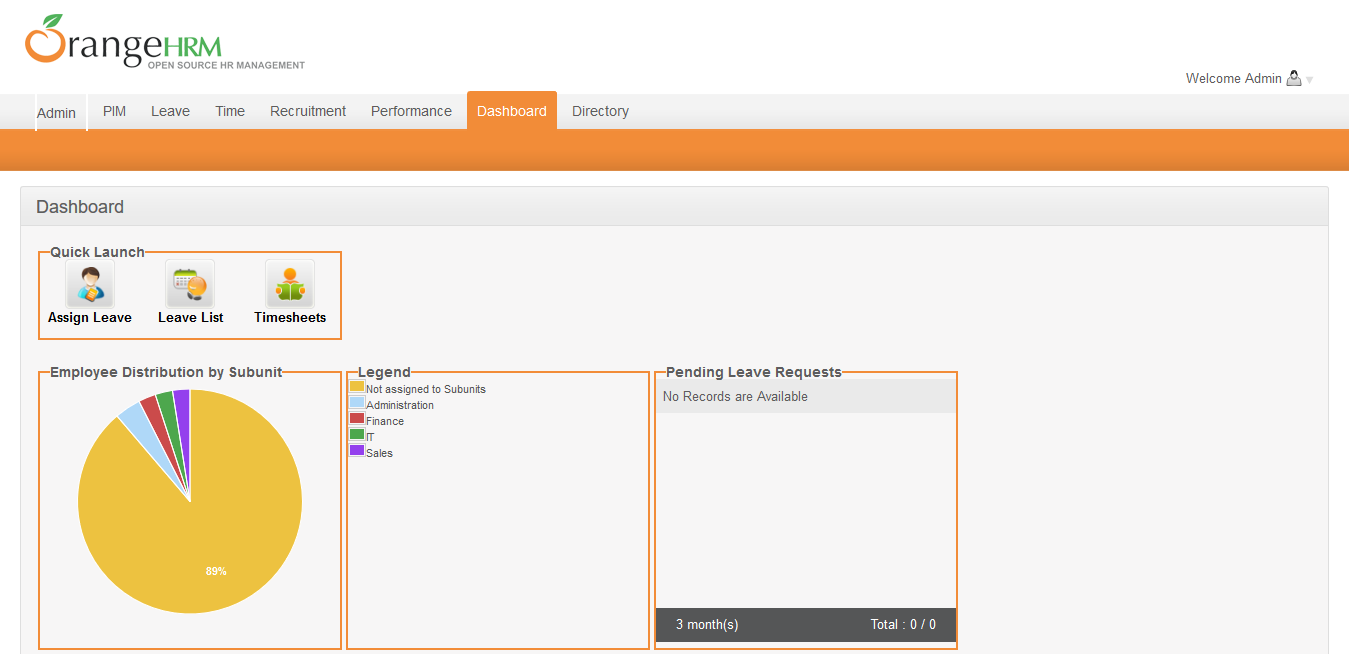 OrangeHRM
OPEN SOURCE HR MANAGEMENT
Welcome Admin
Admin PIM Leave Time Recruitment Performance Dashboard Directory
Dashboard
Quick Launch
Assign Leave Leave List Timesheets
Employee Distribution by Subunit
89%
Legend
Not assigned to Subunits
Administration
Finance
IT
Sales
Pending Leave Requests
No Records are Available
3 month(s) Total : 0 / 0